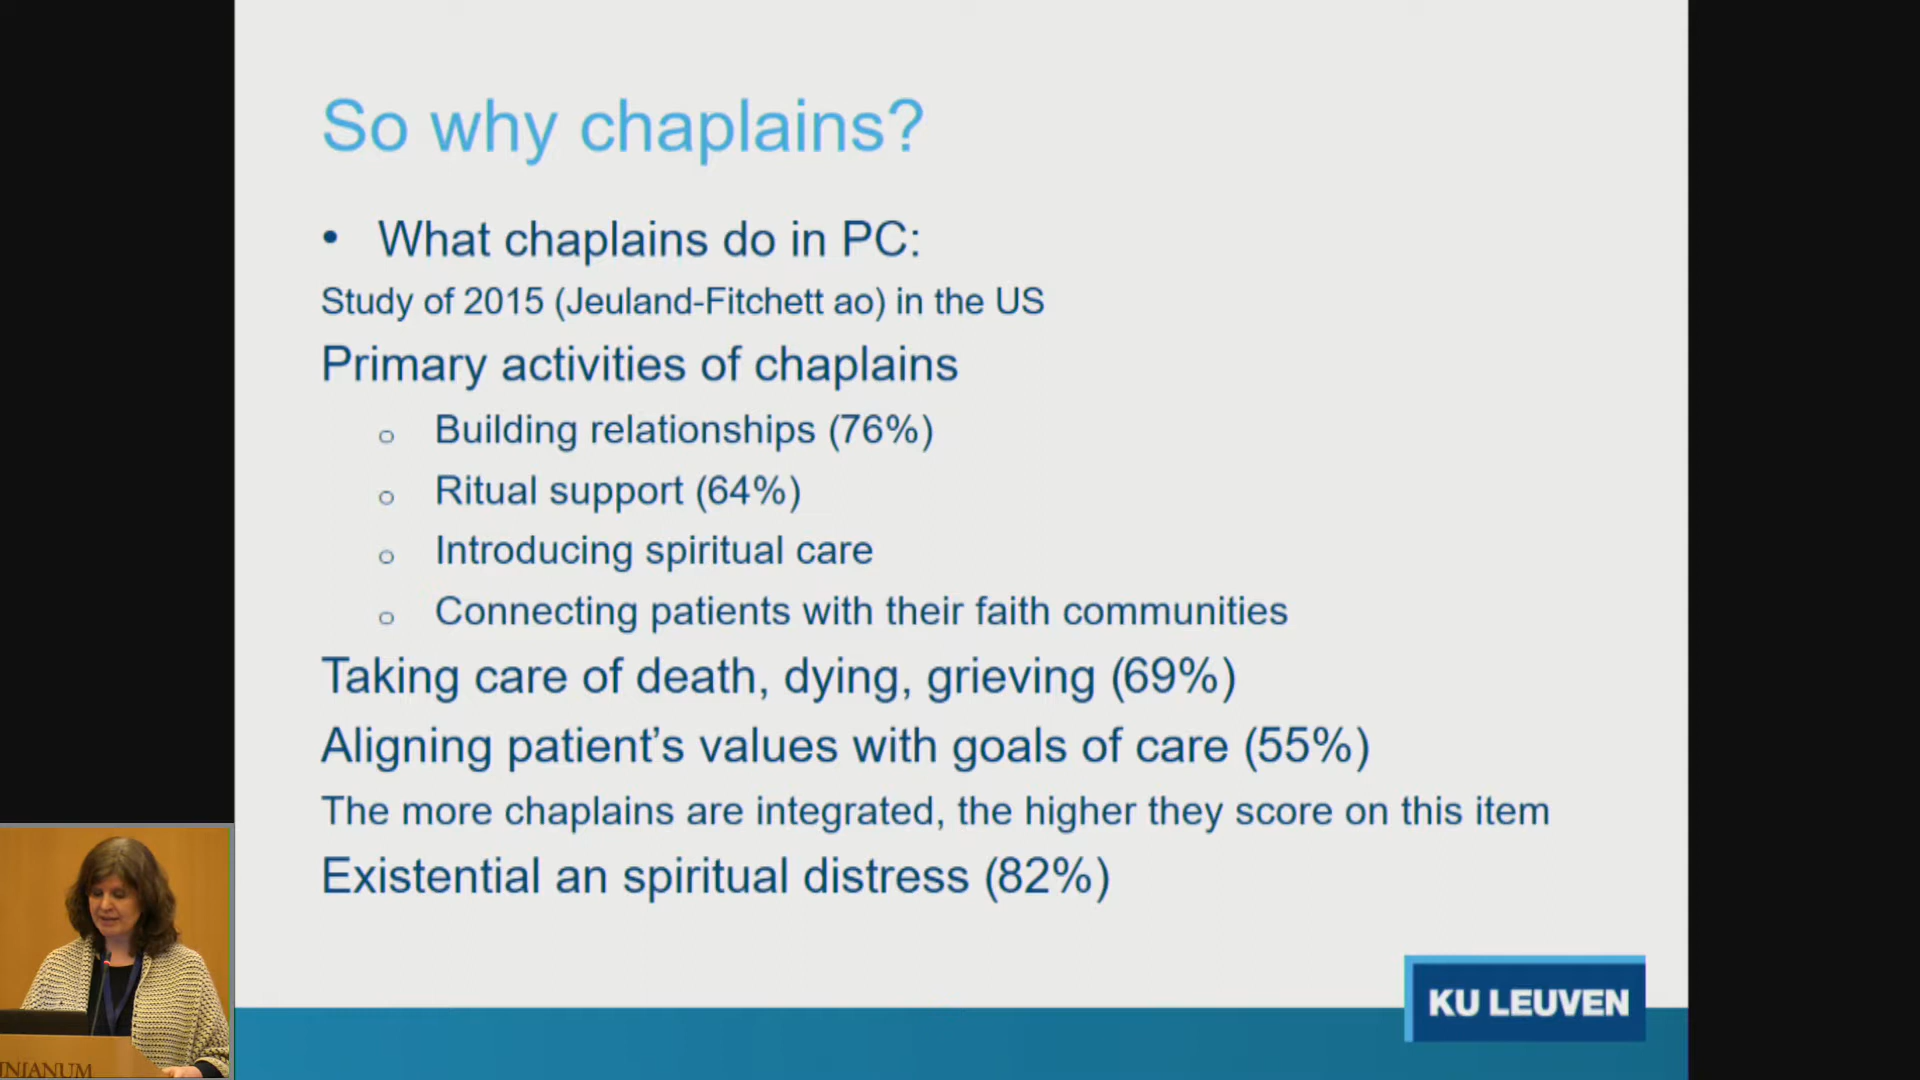 So why chaplains?
• What chaplains do in PC:
Study of 2015 (Jeuland-Fitchett ao) in the US
Primary activities of chaplains
o Building relationships (76%)
o Ritual support (64%)
o Introducing spiritual care
o Connecting patients with their faith communities
Taking care of death, dying, grieving (69%)
Aligning patient’s values with goals of care (55%)
The more chaplains are integrated, the higher they score on this item
Existential an spiritual distress (82%)
KU LEUVEN